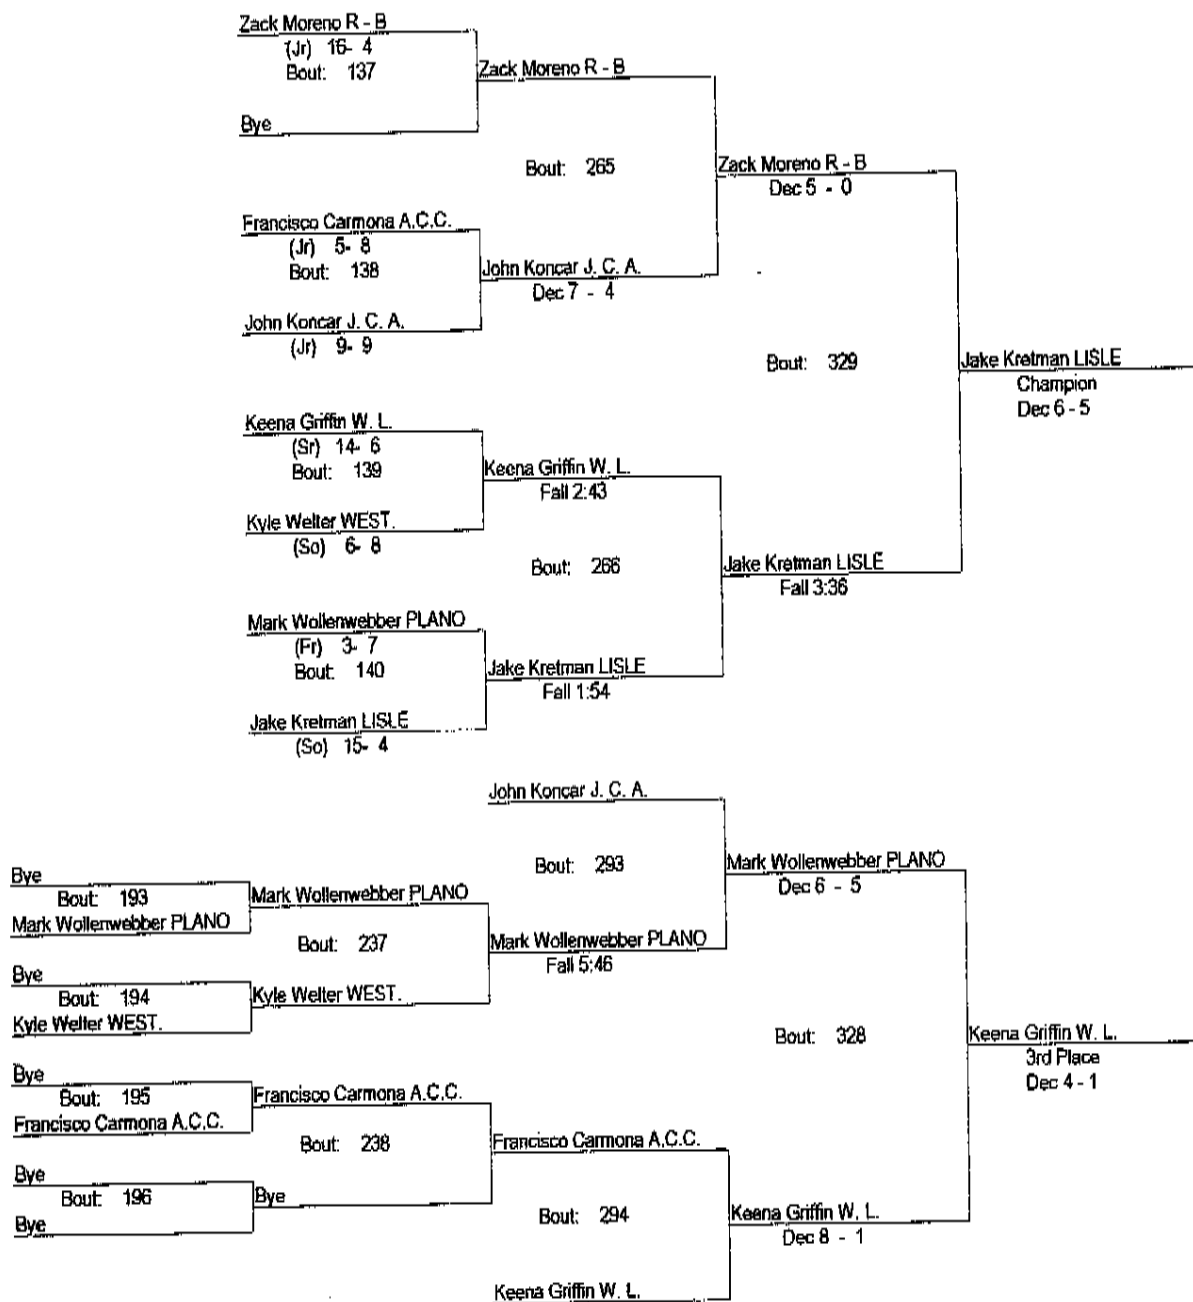 Zack Moreno R - B
(Jr) 16- 4
Bout: 137
Zack Moreno R - B
Bye
Bout: 265
Zack Moreno R - B
Dec 5 - 0
Francisco Carmona A.C.C.
(Jr) 5- 8
Bout: 138
John Koncar J. C. A.
Dec 7 - 4
John Koncar J. C. A.
(Jr) 9- 9
Bout: 329
Jake Kretman LISLE
Champion
Dec 6 - 5
Keena Griffin W. L.
(Sr) 14- 6
Bout: 139
Keena Griffin W. L.
Fall 2:43
Kyle Welter WEST.
(So) 6- 8
Bout: 266
Jake Kretman LISLE
Fall 3:36
Mark Wollenwebber PLANO
(Fr) 3- 7
Bout: 140
Jake Kretman LISLE
Fall 1:54
Jake Kretman LISLE
(So) 15- 4
John Koncar J. C. A.
Bout: 293
Mark Wollenwebber PLANO
Dec 6 - 5
Bye
Bout: 193
Mark Wollenwebber PLANO
Mark Wollenwebber PLANO
Bout: 237
Mark Wollenwebber PLANO
Fall 5:46
Bye
Bout: 194
Kyle Welter WEST.
Kyle Welter WEST.
Bout: 328
Keena Griffin W. L.
3rd Place
Dec 4 - 1
Bye
Bout: 195
Francisco Carmona A.C.C.
Francisco Carmona A.C.C.
Bout: 238
Francisco Carmona A.C.C.
Bye
Bout: 196
Bye
Bye
Bout: 294
Keena Griffin W. L.
Dec 8 - 1
Keena Griffin W. L.